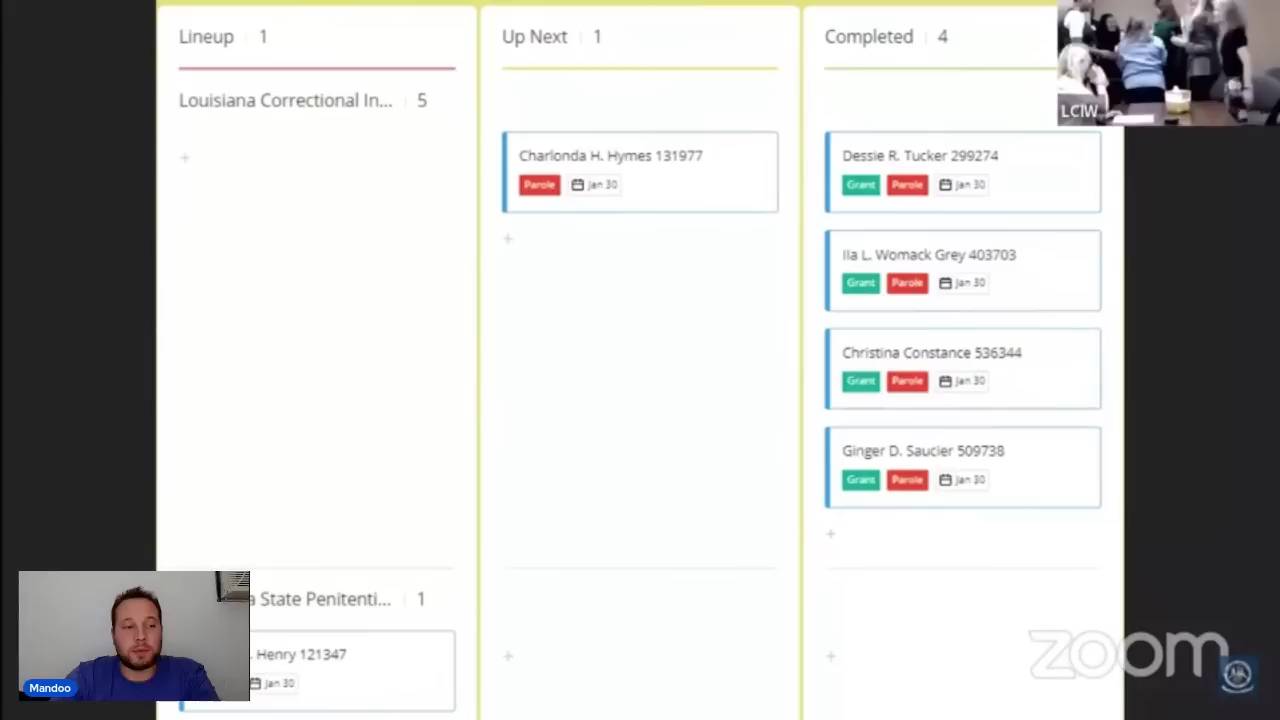 Lineup 1
Up Next 1
Completed 4
LCIW
Louisiana Correctional In... 5
Charlonda H. Hymes 131977
Parole Jan 30
Dessie R. Tucker 299274
Grant Parole Jan 30
Ila L. Womack Grey 403703
Grant Parole Jan 30
Christina Constance 536344
Grant Parole Jan 30
Ginger D. Saucier 509738
Grant Parole Jan 30
a State Penitenti... 1
. Henry 121347
Jan 30
Mandoo
zoom